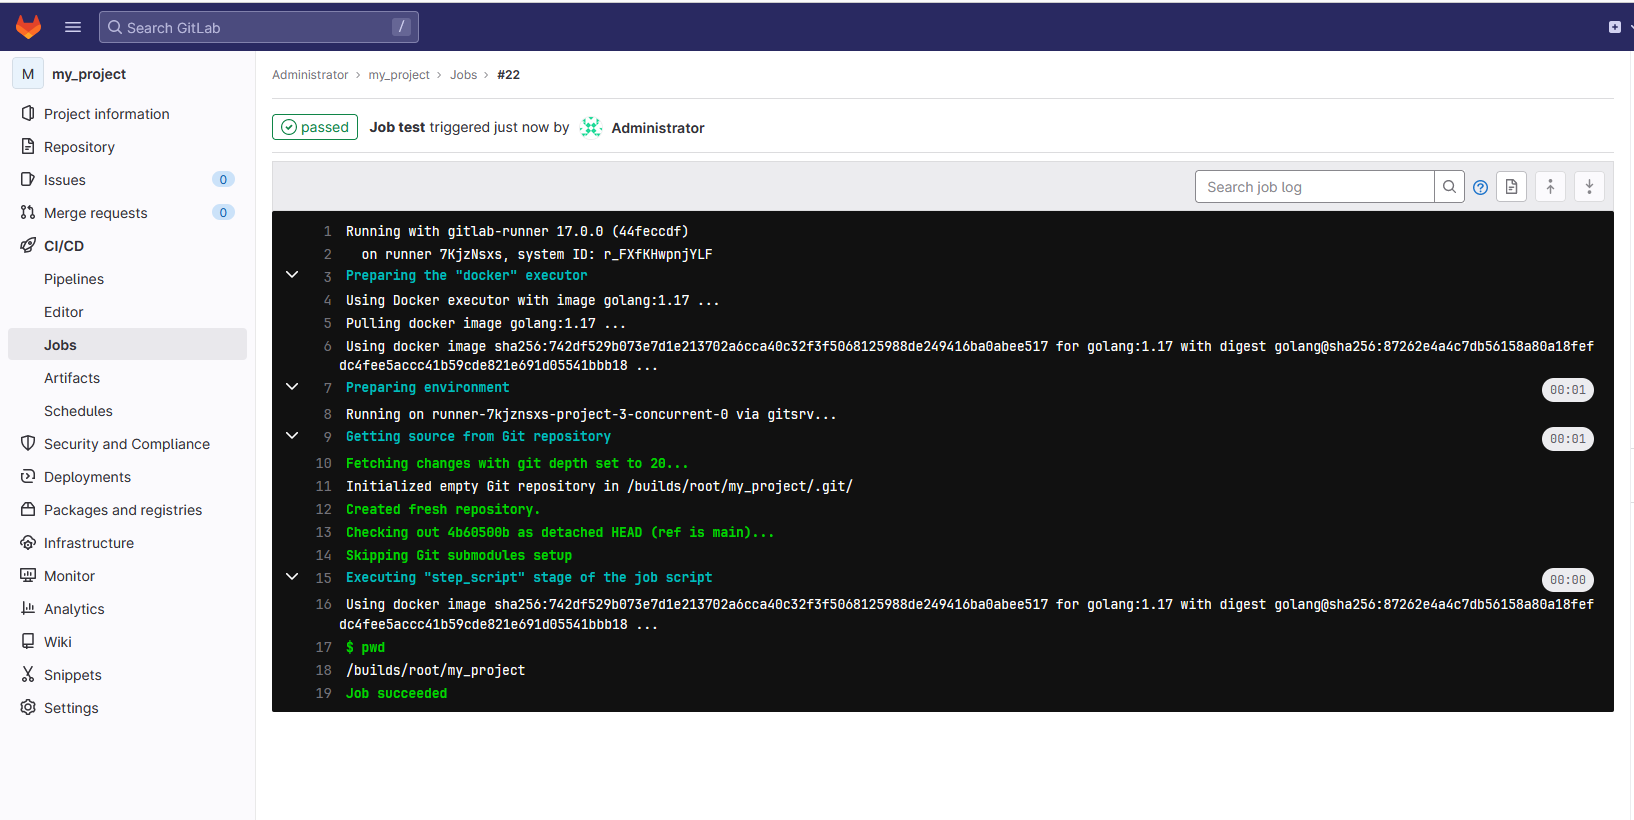 Search GitLab /
M my_project
Project information
Repository
Issues 0
Merge requests 0
CI/CD
Pipelines
Editor
Jobs
Artifacts
Schedules
Security and Compliance
Deployments
Packages and registries
Infrastructure
Monitor
Analytics
Wiki
Snippets
Settings
Administrator › my_project › Jobs › #22
passed Job test triggered just now by Administrator
Search job log
1 Running with gitlab-runner 17.0.0 (44feccdf)
2 on runner 7KjzNsxs, system ID: r_FXfKHwpnjYLF
3 Preparing the "docker" executor
4 Using Docker executor with image golang:1.17 ...
5 Pulling docker image golang:1.17 ...
6 Using docker image sha256:742df529b073e7d1e213702a6cca40c32f3f5068125988de249416ba0abee517 for golang:1.17 with digest golang@sha256:87262e4a4c7db56158a80a18fef
dc4fee5accc41b59cde821e691d05541bbb18 ...
7 Preparing environment 00:01
8 Running on runner-7kjznsxs-project-3-concurrent-0 via gitsrv...
9 Getting source from Git repository 00:01
10 Fetching changes with git depth set to 20...
11 Initialized empty Git repository in /builds/root/my_project/.git/
12 Created fresh repository.
13 Checking out 4b60500b as detached HEAD (ref is main)...
14 Skipping Git submodules setup
15 Executing "step_script" stage of the job script 00:00
16 Using docker image sha256:742df529b073e7d1e213702a6cca40c32f3f5068125988de249416ba0abee517 for golang:1.17 with digest golang@sha256:87262e4a4c7db56158a80a18fef
dc4fee5accc41b59cde821e691d05541bbb18 ...
17 $ pwd
18 /builds/root/my_project
19 Job succeeded